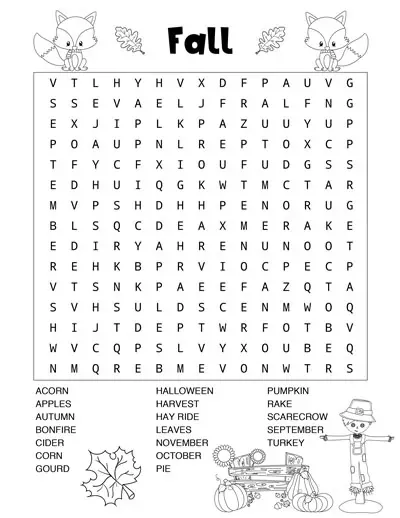 Fall
V T L H Y H V X D F P A U V G
S S E V A E L J F R A L F N G
E X J I P L K P A Z U U Y U P
P O A U P N L R E P T O X C P
T F Y C F X I O U F U D G S S
E D H U I Q G K W T M C T A R
M V P S H D H H P E N O R U G
B L S Q C D E A X M E R A K E
E D I R Y A H R E N U N O O T
R E H K B P R V I O C P E C P
V T S N K P A E E F A Z Q T A
S V H S U L D S C E N M W O Q
H I J T D E P T W R F O T B V
W V C Q P S L V Y X O U B E Q
N M Q R E B M E V O N W T R S
ACORN HALLOWEEN PUMPKIN
APPLES HARVEST RAKE
AUTUMN HAY RIDE SCARECROW
BONFIRE LEAVES SEPTEMBER
CIDER NOVEMBER TURKEY
CORN OCTOBER
GOURD PIE